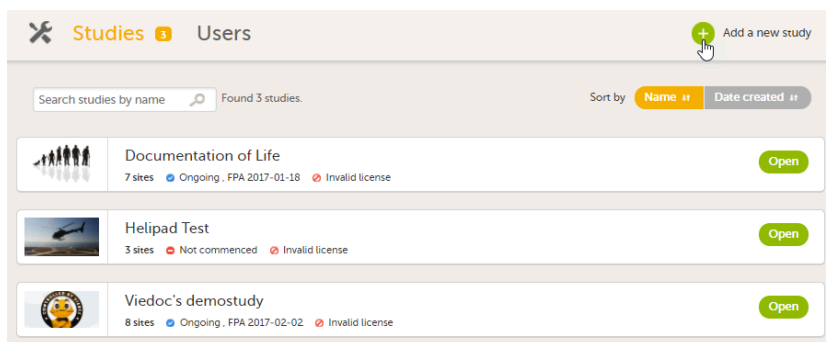 Studies 3 Users Add a new study
Search studies by name Found 3 studies. Sort by Name Date created
Documentation of Life
7 sites Ongoing , FPA 2017-01-18 Invalid license Open
Helipad Test
3 sites Not commenced Invalid license Open
Viedoc's demostudy
8 sites Ongoing , FPA 2017-02-02 Invalid license Open